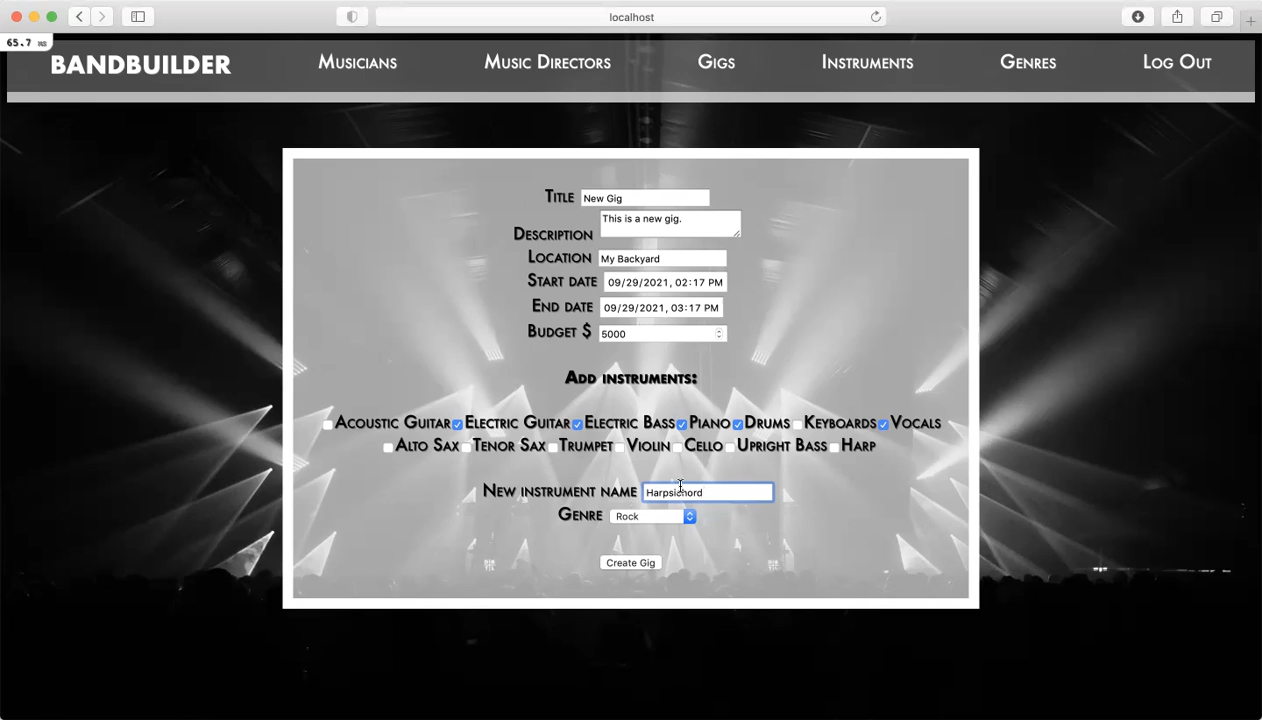 localhost
65.7 ms
BANDBUILDER Musicians Music Directors Gigs Instruments Genres Log Out
Title New Gig
Description This is a new gig.
Location My Backyard
Start date 09/29/2021, 02:17 PM
End date 09/29/2021, 03:17 PM
Budget $ 5000
Add instruments:
Acoustic Guitar Electric Guitar Electric Bass Piano Drums Keyboards Vocals
Alto Sax Tenor Sax Trumpet Violin Cello Upright Bass Harp
New instrument name Harpsichord
Genre Rock
Create Gig